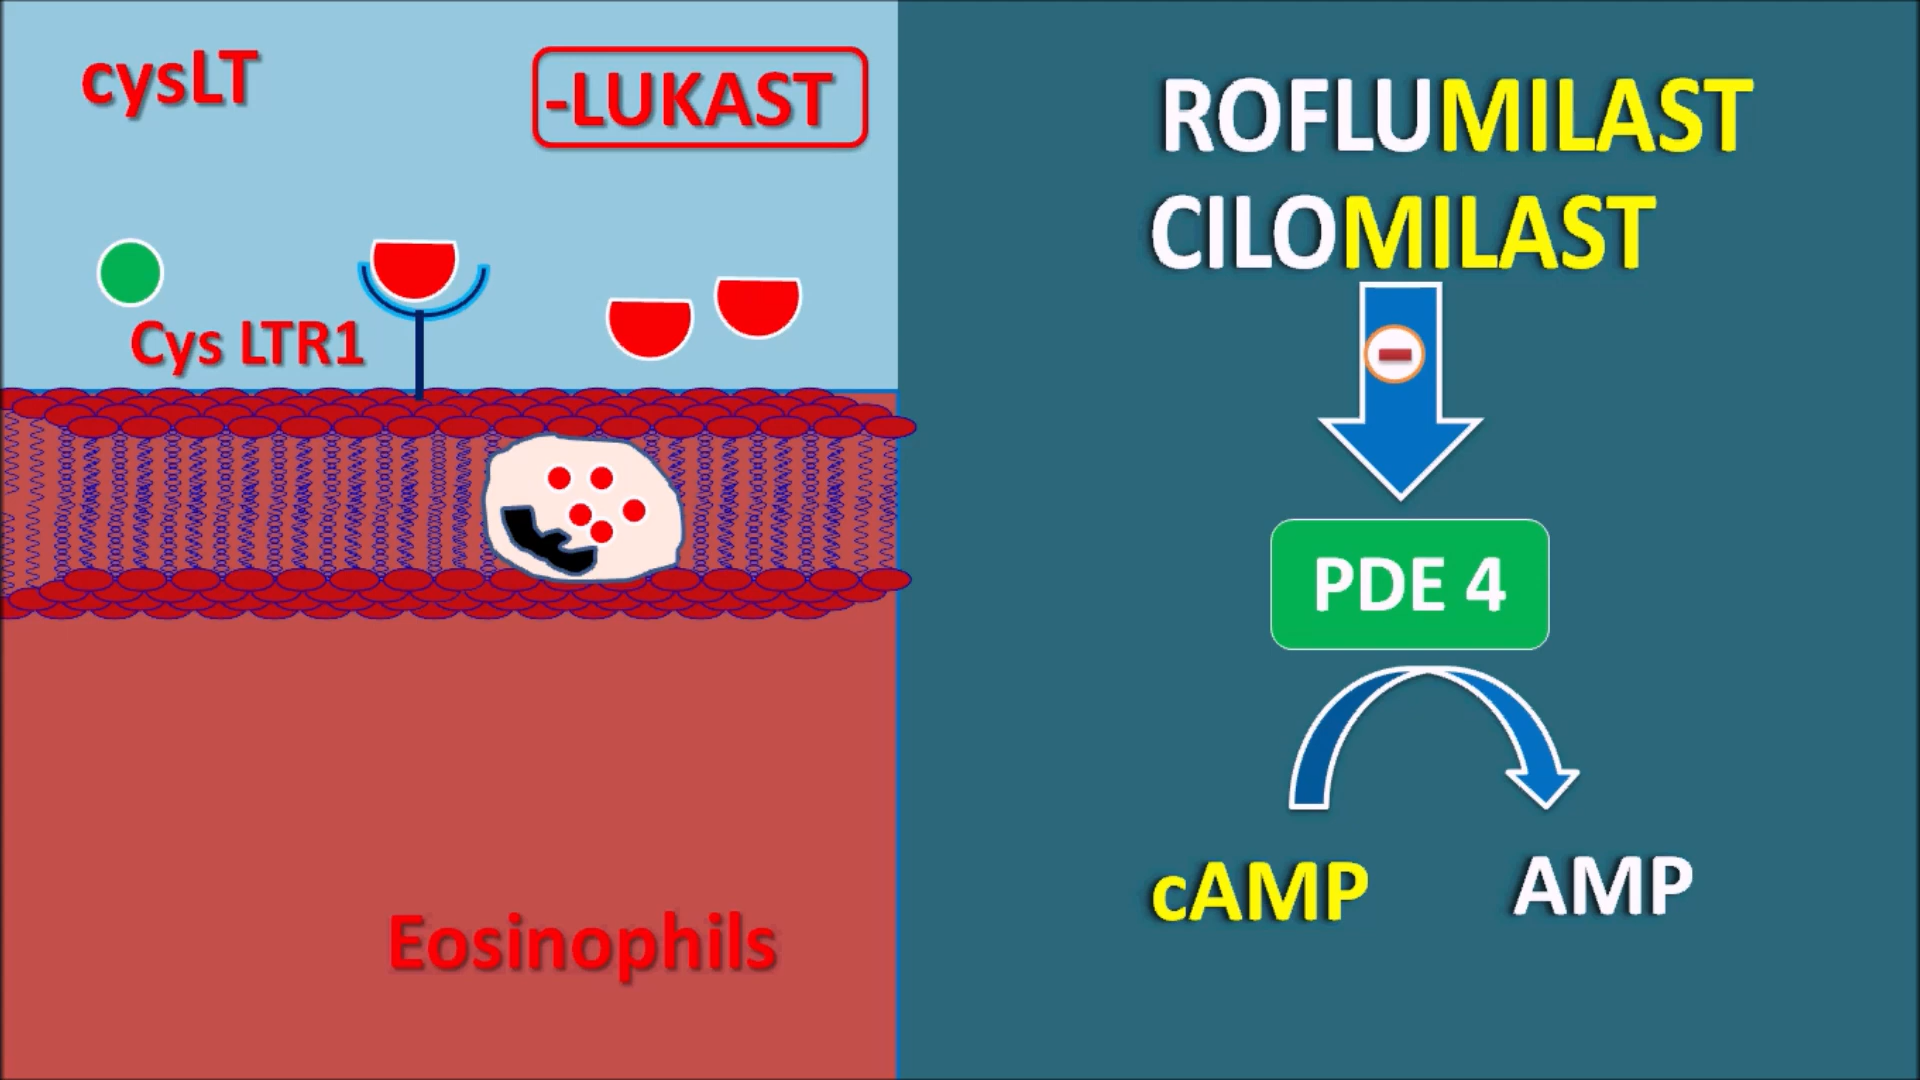 cysLT
-LUKAST
Cys LTR1
Eosinophils
ROFLUMILAST
CILOMILAST
PDE 4
cAMP
AMP